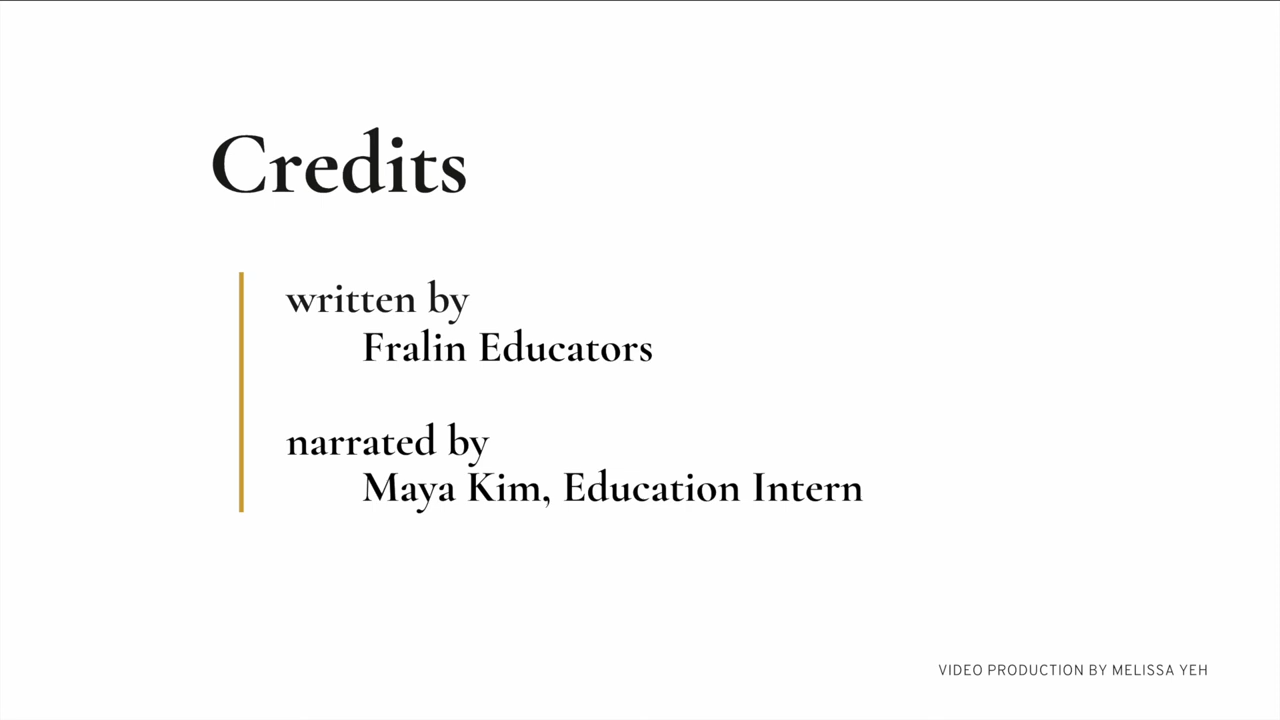 Credits
written by
Fralin Educators
narrated by
Maya Kim, Education Intern
VIDEO PRODUCTION BY MELISSA YEH